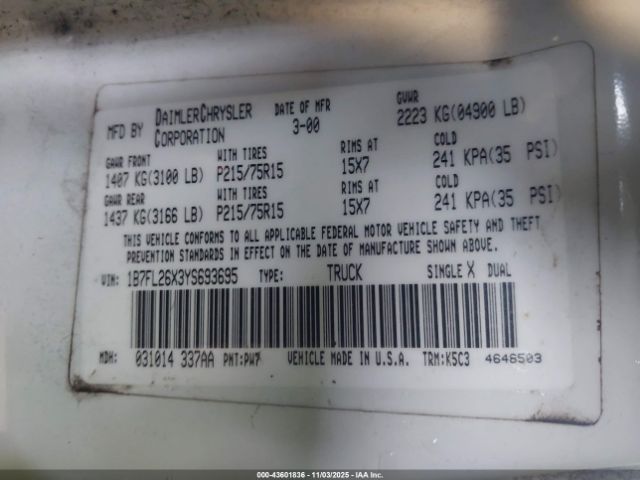 MFD BY DAIMLERCHRYSLER CORPORATION DATE OF MFR 3-00 GVWR 2223 KG(04900 LB)
GAWR FRONT WITH TIRES RIMS AT COLD
1407 KG(3100 LB) P215/75R15 15X7 241 KPA(35 PSI)
GAWR REAR WITH TIRES RIMS AT COLD
1437 KG(3166 LB) P215/75R15 15X7 241 KPA(35 PSI)
THIS VEHICLE CONFORMS TO ALL APPLICABLE FEDERAL MOTOR VEHICLE SAFETY AND THEFT
PREVENTION STANDARDS IN EFFECT ON THE DATE OF MANUFACTURE SHOWN ABOVE.
VIN: 1B7FL26X3YS693695 TYPE: TRUCK SINGLE X DUAL
MDH: 031014 337AA PNT:PW7 VEHICLE MADE IN U.S.A. TRM:K5C3 4646503
000-43601836 - 11/03/2025 - IAA Inc.